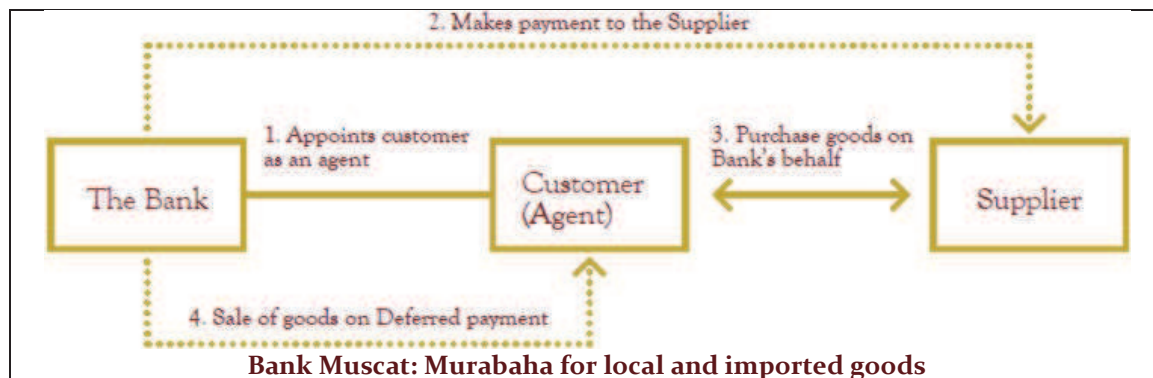 2. Makes payment to the Supplier
1. Appoints customer
as an agent
3. Purchase goods on
Bank's behalf
The Bank
Customer
(Agent)
Supplier
4. Sale of goods on Deferred payment
Bank Muscat: Murabaha for local and imported goods